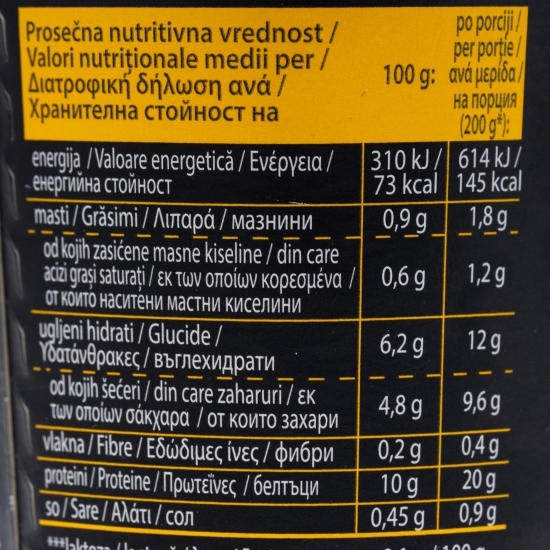 Prosečna nutritivna vrednost /
Valori nutriționale medii per /
Διατροφική δήλωση ανά /
Хранителна стойност на
100 g:
po porciji /
per porție /
ανά μερίδα /
на порция
(200 g*):
energija / Valoare energetică / Ενέργεια /
енергийна стойност
310 kJ /
73 kcal
614 kJ /
145 kcal
masti / Grăsimi / Λιπαρά / мазнини 0,9 g 1,8 g
od kojih zasićene masne kiseline / din care
acizi grași saturați / εκ των οποίων κορεσμένα /
от които наситени мастни киселини
0,6 g 1,2 g
ugljeni hidrati / Glucide /
Υδατάνθρακες / въглехидрати
6,2 g 12 g
od kojih šećeri / din care zaharuri / εκ
των οποίων σάκχαρα / от които захари
4,8 g 9,6 g
vlakna / Fibre / Εδώδιμες ίνες / фибри 0,2 g 0,4 g
proteini / Proteine / Πρωτεΐνες / белтъци 10 g 20 g
so / Sare / Αλάτι / сол 0,45 g 0,9 g